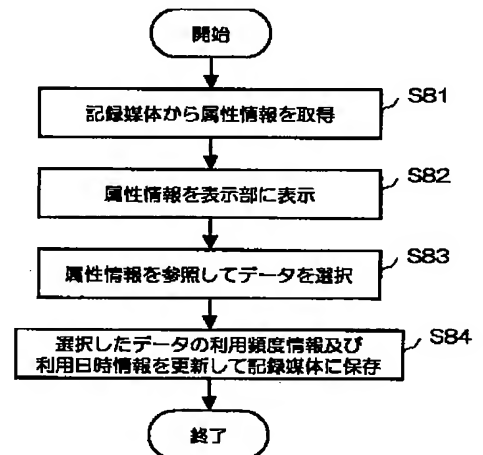 開始
記録媒体から属性情報を取得
S81
属性情報を表示部に表示
S82
属性情報を参照してデータを選択
S83
選択したデータの利用頻度情報及び
利用日時情報を更新して記録媒体に保存
S84
終了